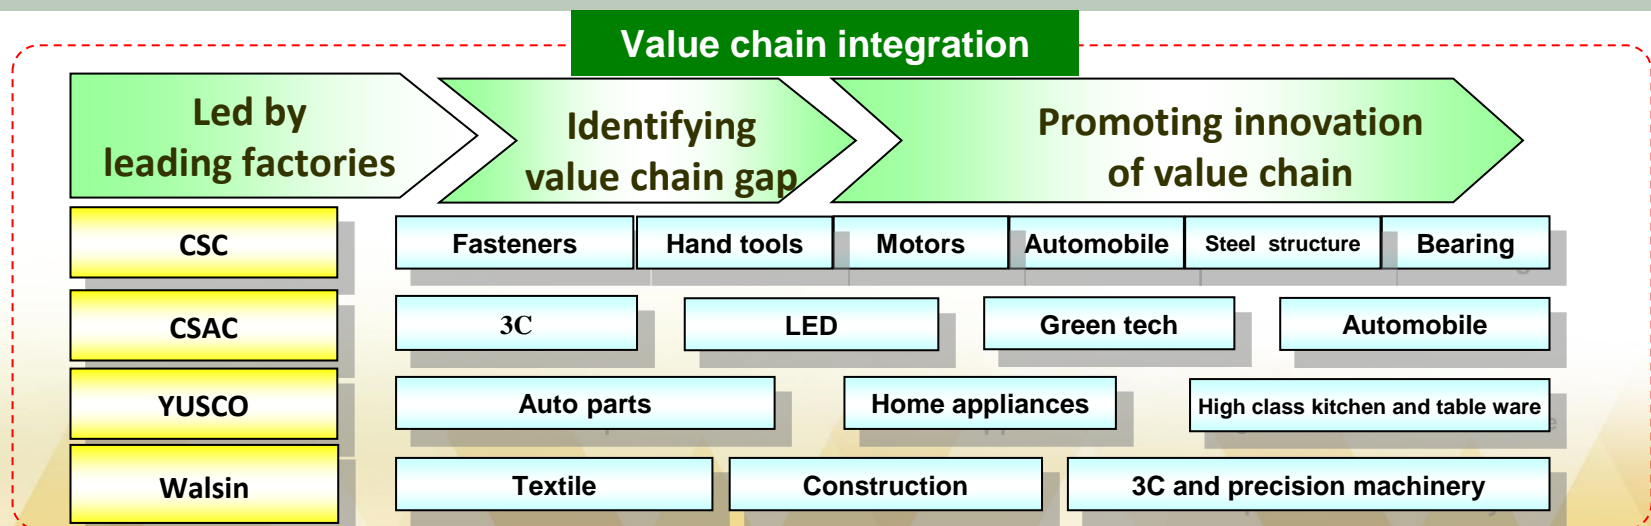 Value chain integration
Led by
leading factories
Identifying
value chain gap
Promoting innovation
of value chain
CSC
Fasteners
Hand tools
Motors
Automobile
Steel structure
Bearing
CSAC
3C
LED
Green tech
Automobile
YUSCO
Auto parts
Home appliances
High class kitchen and table ware
Walsin
Textile
Construction
3C and precision machinery